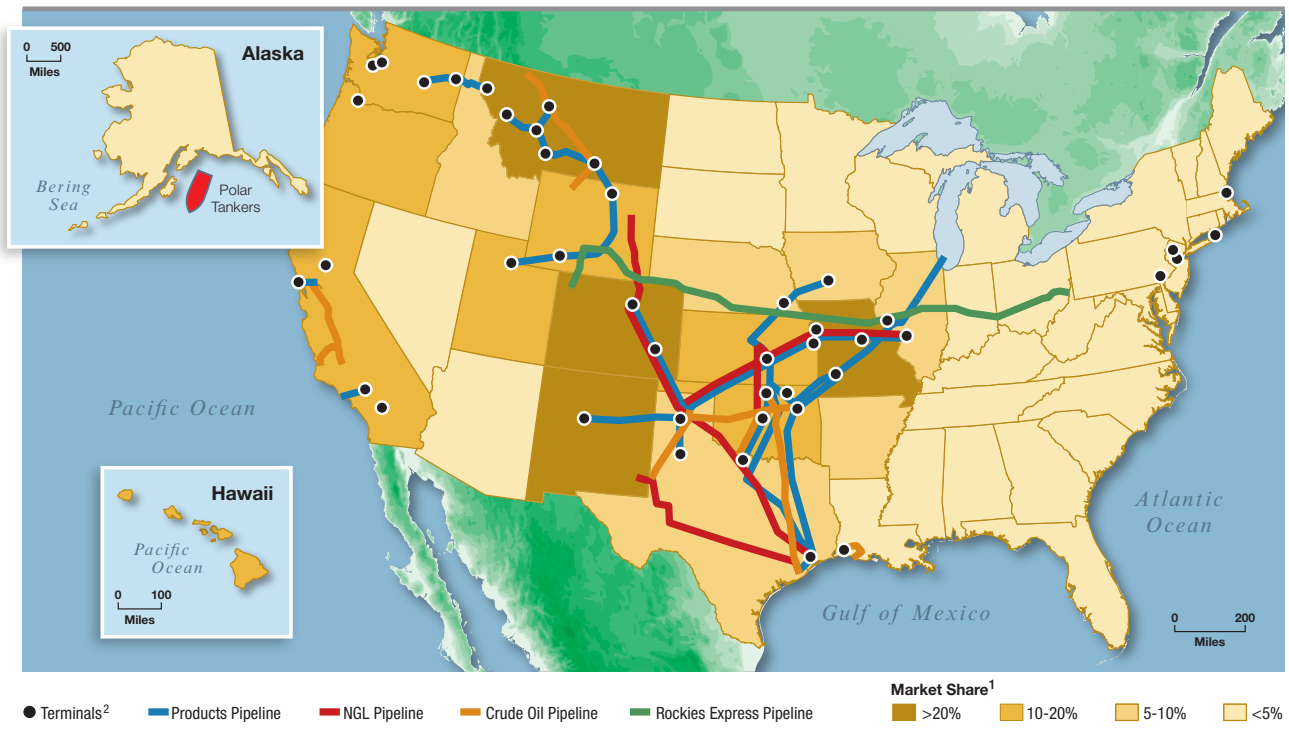 Alaska
0 500
Miles
Bering
Sea
Polar
Tankers
Pacific Ocean
Hawaii
Pacific
Ocean
0 100
Miles
Atlantic
Ocean
Gulf of Mexico
0 200
Miles
Market Share1
Terminals2
Products Pipeline
NGL Pipeline
Crude Oil Pipeline
Rockies Express Pipeline
>20%
10-20%
5-10%
<5%